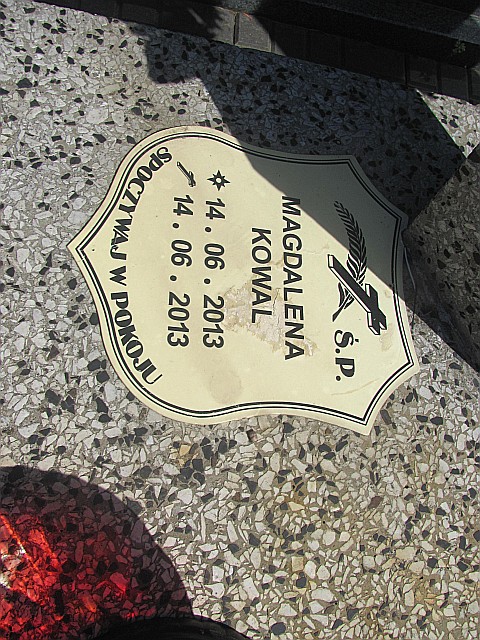 Ś.P.
MAGDALENA
KOWAL
14.06.2013
14.06.2013
SPOCZYWAJ W POKOJU